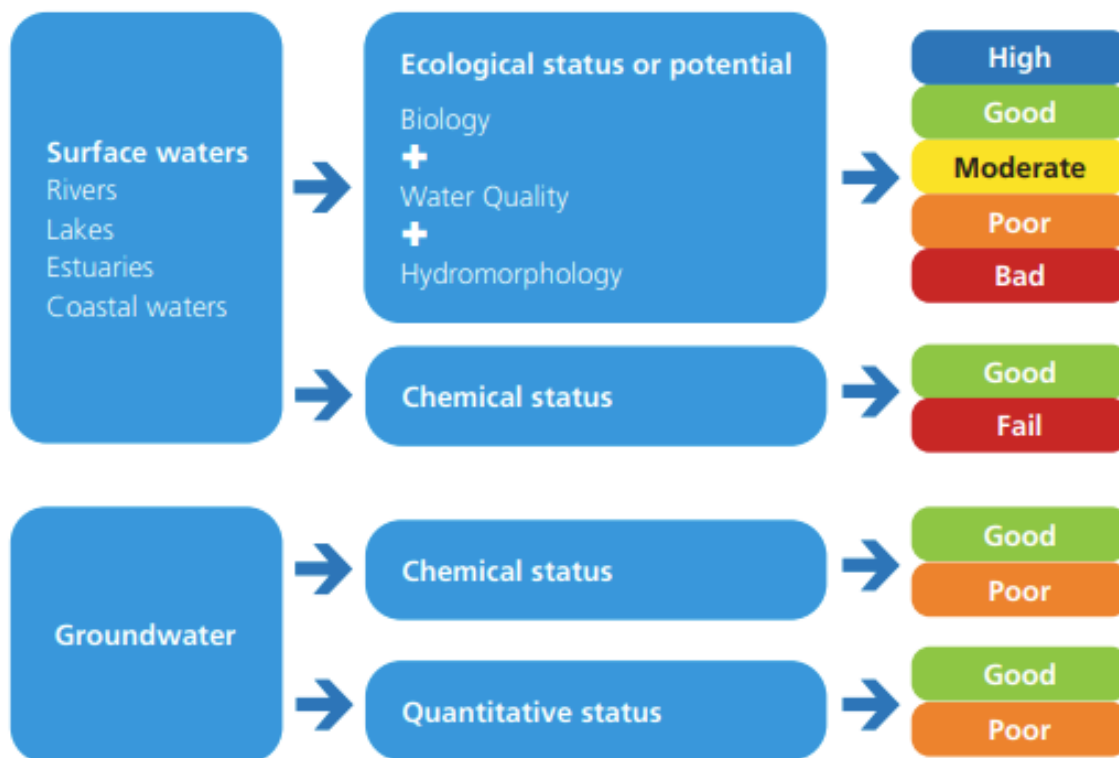 Surface waters
Rivers
Lakes
Estuaries
Coastal waters
Ecological status or potential
Biology
+
Water Quality
+
Hydromorphology
High
Good
Moderate
Poor
Bad
Chemical status
Good
Fail
Groundwater
Chemical status
Good
Poor
Quantitative status
Good
Poor